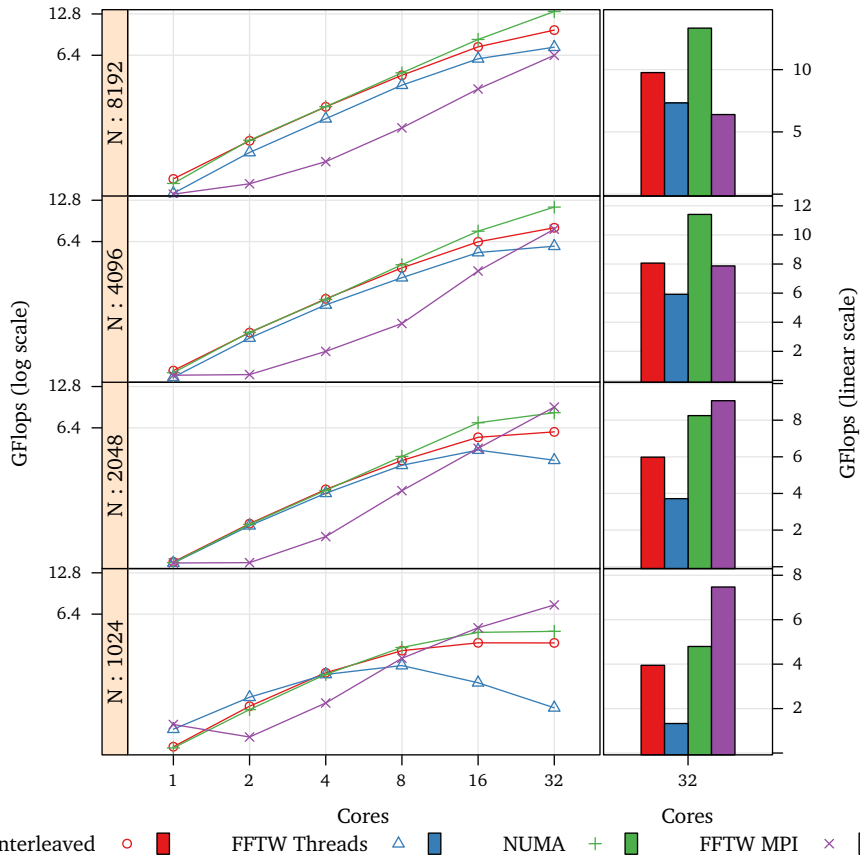 12.8
6.4
N : 8192
10
5
12.8
6.4
N : 4096
12
10
8
6
4
2
GFlops (log scale)
GFlops (linear scale)
12.8
6.4
N : 2048
8
6
4
2
12.8
6.4
N : 1024
8
6
4
2
1 2 4 8 16 32 32
Cores Cores
nterleaved FFTW Threads NUMA FFTW MPI